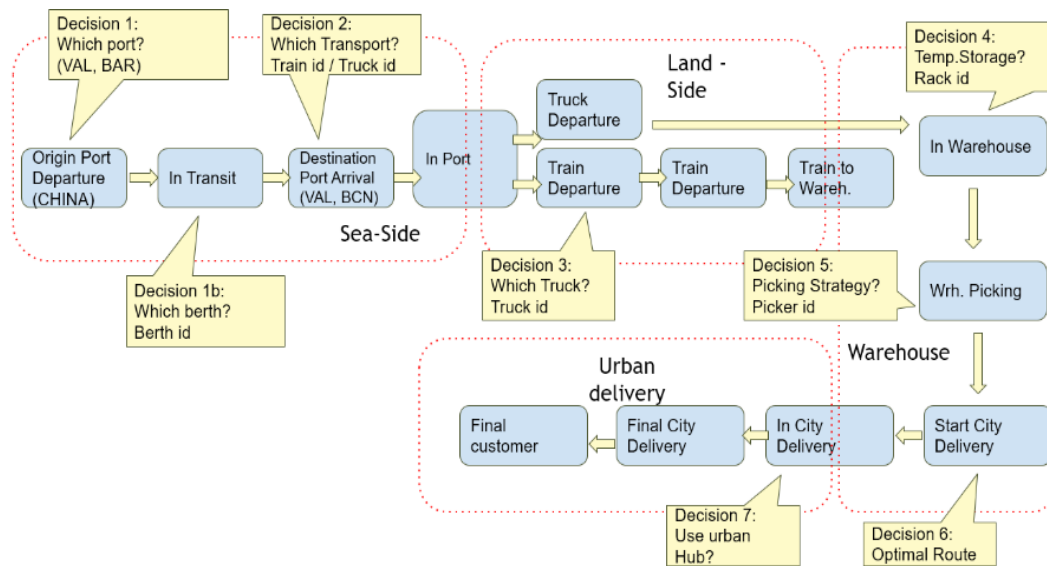 Decision 1:
Which port?
(VAL, BAR)
Decision 2:
Which Transport?
Train id / Truck id
Land -
Side
Decision 4:
Temp.Storage?
Rack id
Truck
Departure
Origin Port
Departure
(CHINA)
In Transit
Destination
Port Arrival
(VAL, BCN)
In Port
Train
Departure
Train
Departure
Train to
Wareh.
In Warehouse
Sea-Side
Decision 1b:
Which berth?
Berth id
Decision 3:
Which Truck?
Truck id
Decision 5:
Picking Strategy?
Picker id
Wrh. Picking
Urban
delivery
Warehouse
Final
customer
Final City
Delivery
In City
Delivery
Start City
Delivery
Decision 7:
Use urban
Hub?
Decision 6:
Optimal Route